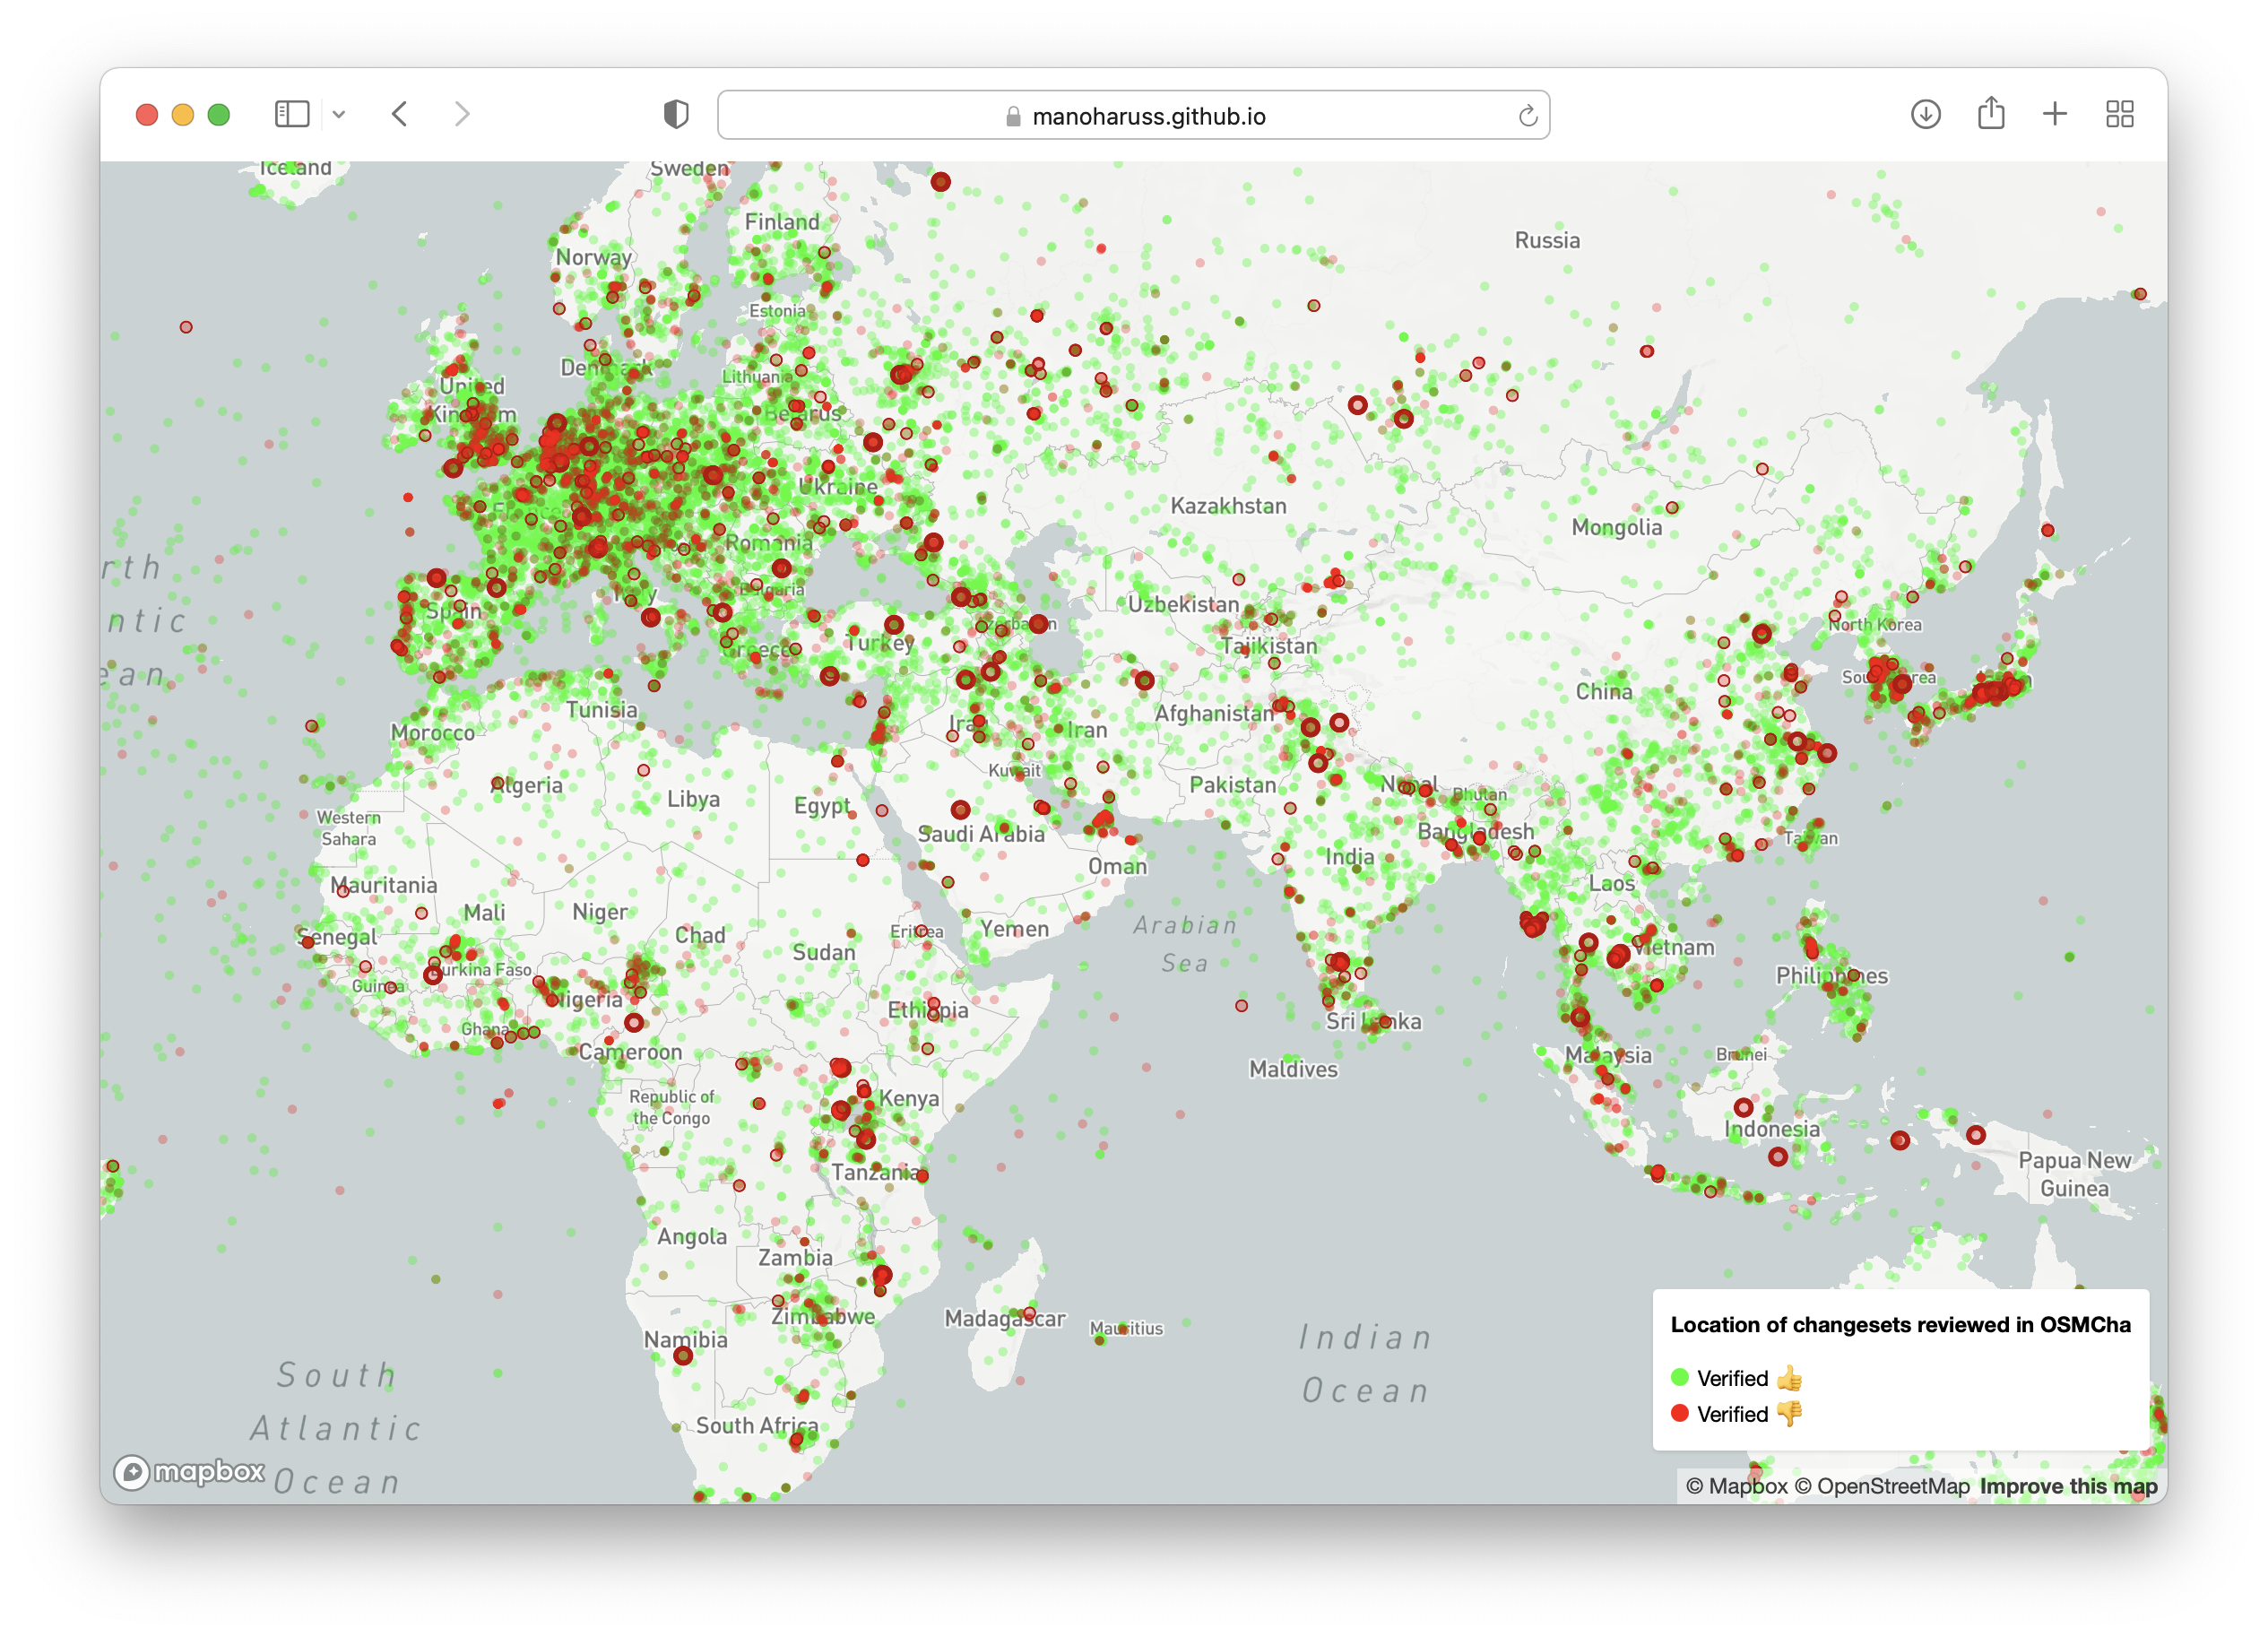 manoharuss.github.io
Iceland
Sweden
Finland
Norway
Russia
Estonia
Denmark
Lithuania
United
Kingdom
Belarus
Ukraine
Kazakhstan
Mongolia
Romania
Bulgaria
Italy
Spain
Uzbekistan
North Korea
Azerbaijan
Turkey
Greece
Tajikistan
South Korea
China
Tunisia
Afghanistan
Iraq
Iran
Morocco
Kuwait
Algeria
Libya
Egypt
Pakistan
Nepal
Bhutan
Western
Sahara
Saudi Arabia
Bangladesh
Taiwan
India
Oman
Mauritania
Laos
Mali
Niger
Chad
Senegal
Eritrea
Yemen
Arabian
Sea
Sudan
Vietnam
Burkina Faso
Philippines
Guinea
Nigeria
Ethiopia
Ghana
Sri Lanka
Cameroon
Malaysia
Brunei
Maldives
Republic of
the Congo
Kenya
Indonesia
Tanzania
Papua New
Guinea
Angola
Zambia
Zimbabwe
Madagascar
Mauritius
Namibia
Indian
Ocean
South
Atlantic
Ocean
South Africa
Location of changesets reviewed in OSMCha
Verified 👍
Verified 👎
mapbox
© Mapbox © OpenStreetMap Improve this map